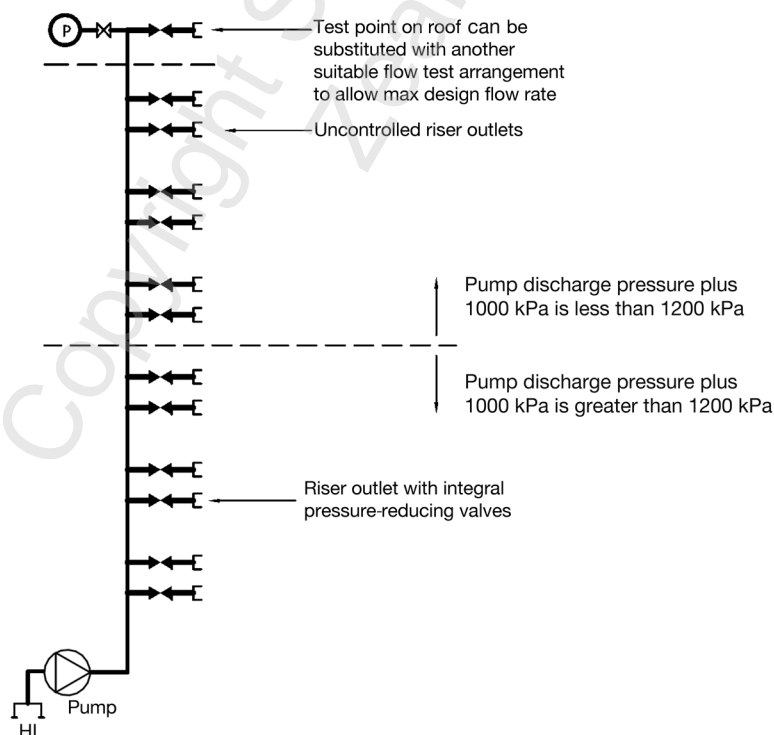 P
Test point on roof can be
substituted with another
suitable flow test arrangement
to allow max design flow rate
Uncontrolled riser outlets
Pump discharge pressure plus
1000 kPa is less than 1200 kPa
Pump discharge pressure plus
1000 kPa is greater than 1200 kPa
Riser outlet with integral
pressure-reducing valves
Pump
HI
Copyright S
Zea